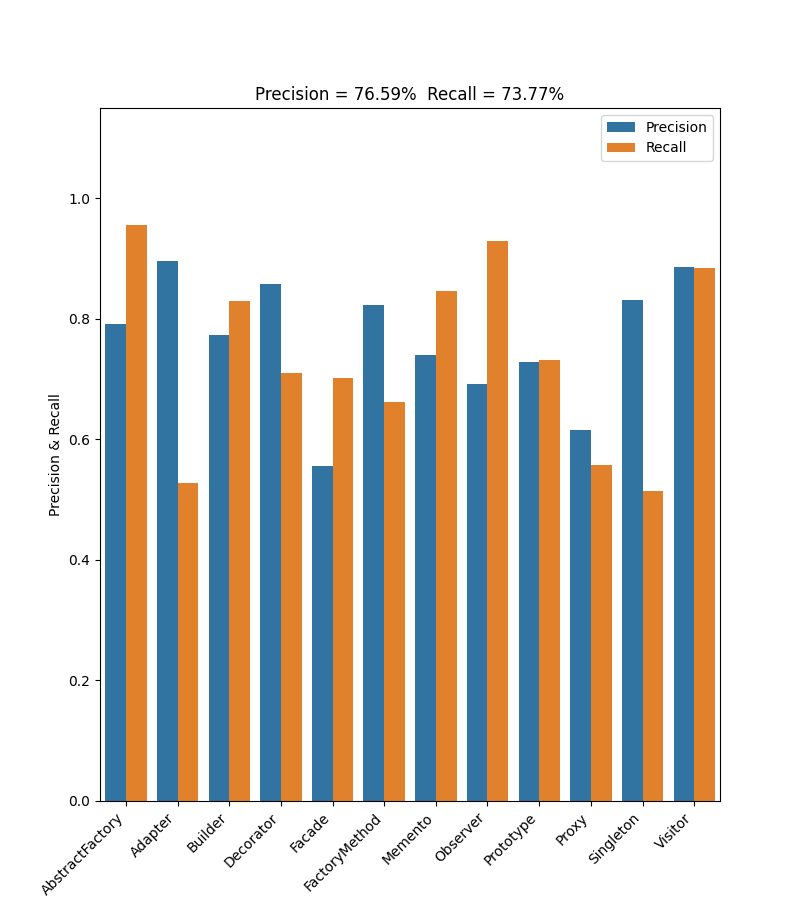 Precision = 76.59%  Recall = 73.77%
Precision
Recall
Precision & Recall
1.0
0.8
0.6
0.4
0.2
0.0
AbstractFactory
Adapter
Builder
Decorator
Facade
FactoryMethod
Memento
Observer
Prototype
Proxy
Singleton
Visitor